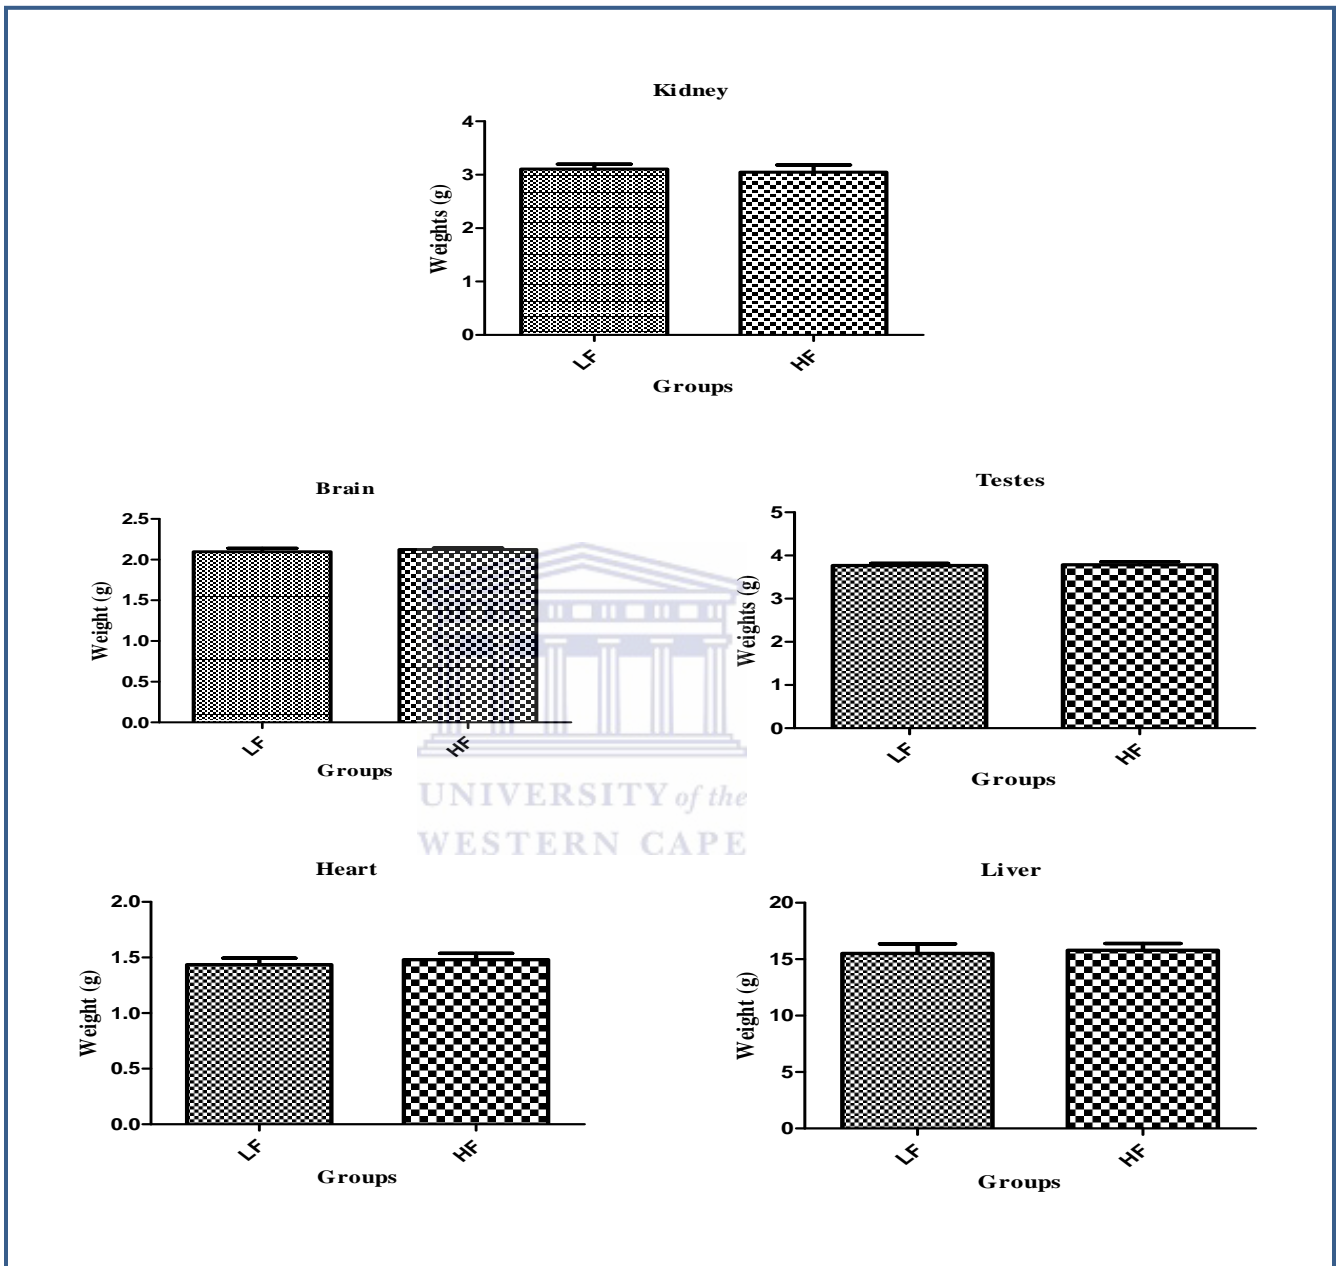 Kidney
4
3
2
1
0
Weights (g)
LF
HF
Groups
Brain
2.5
2.0
1.5
1.0
0.5
0.0
Weight (g)
LF
HF
Groups
Testes
5
4
3
2
1
0
Weights (g)
LF
HF
Groups
UNIVERSITY of the
WESTERN CAPE
Heart
2.0
1.5
1.0
0.5
0.0
Weight (g)
LF
HF
Groups
Liver
20
15
10
5
0
Weight (g)
LF
HF
Groups